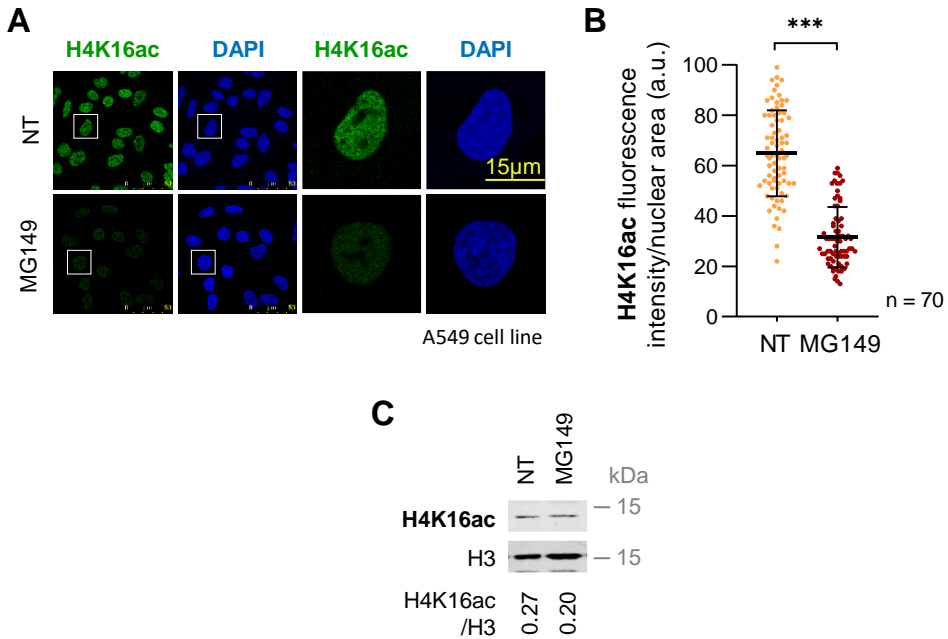 A
H4K16ac DAPI H4K16ac DAPI
NT
15µm
MG149
A549 cell line
B
***
H4K16ac fluorescence
intensity/nuclear area (a.u.)
100
80
60
40
20
0
n = 70
NT MG149
C
NT MG149 kDa
H4K16ac 15
H3 15
H4K16ac
/H3
0.27 0.20